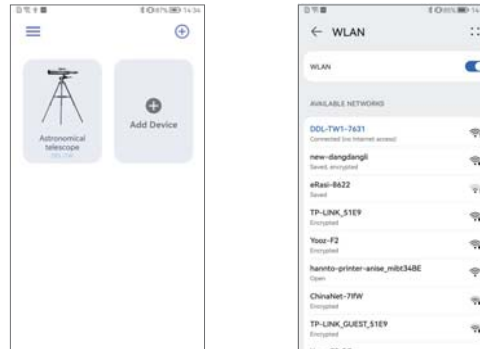 14:34
Astronomical
telescope
Add Device
WLAN
WLAN
AVAILABLE NETWORKS
DDL-TW1-7631
Connected (no Internet access)
new-dangdangli
Saved, encrypted
eRasi-8622
Saved
TP-LINK_51E9
Encrypted
Yooz-F2
Encrypted
hannto-printer-anise_mibt34BE
Open
ChinaNet-7IfW
Encrypted
TP-LINK_GUEST_51E9
Encrypted